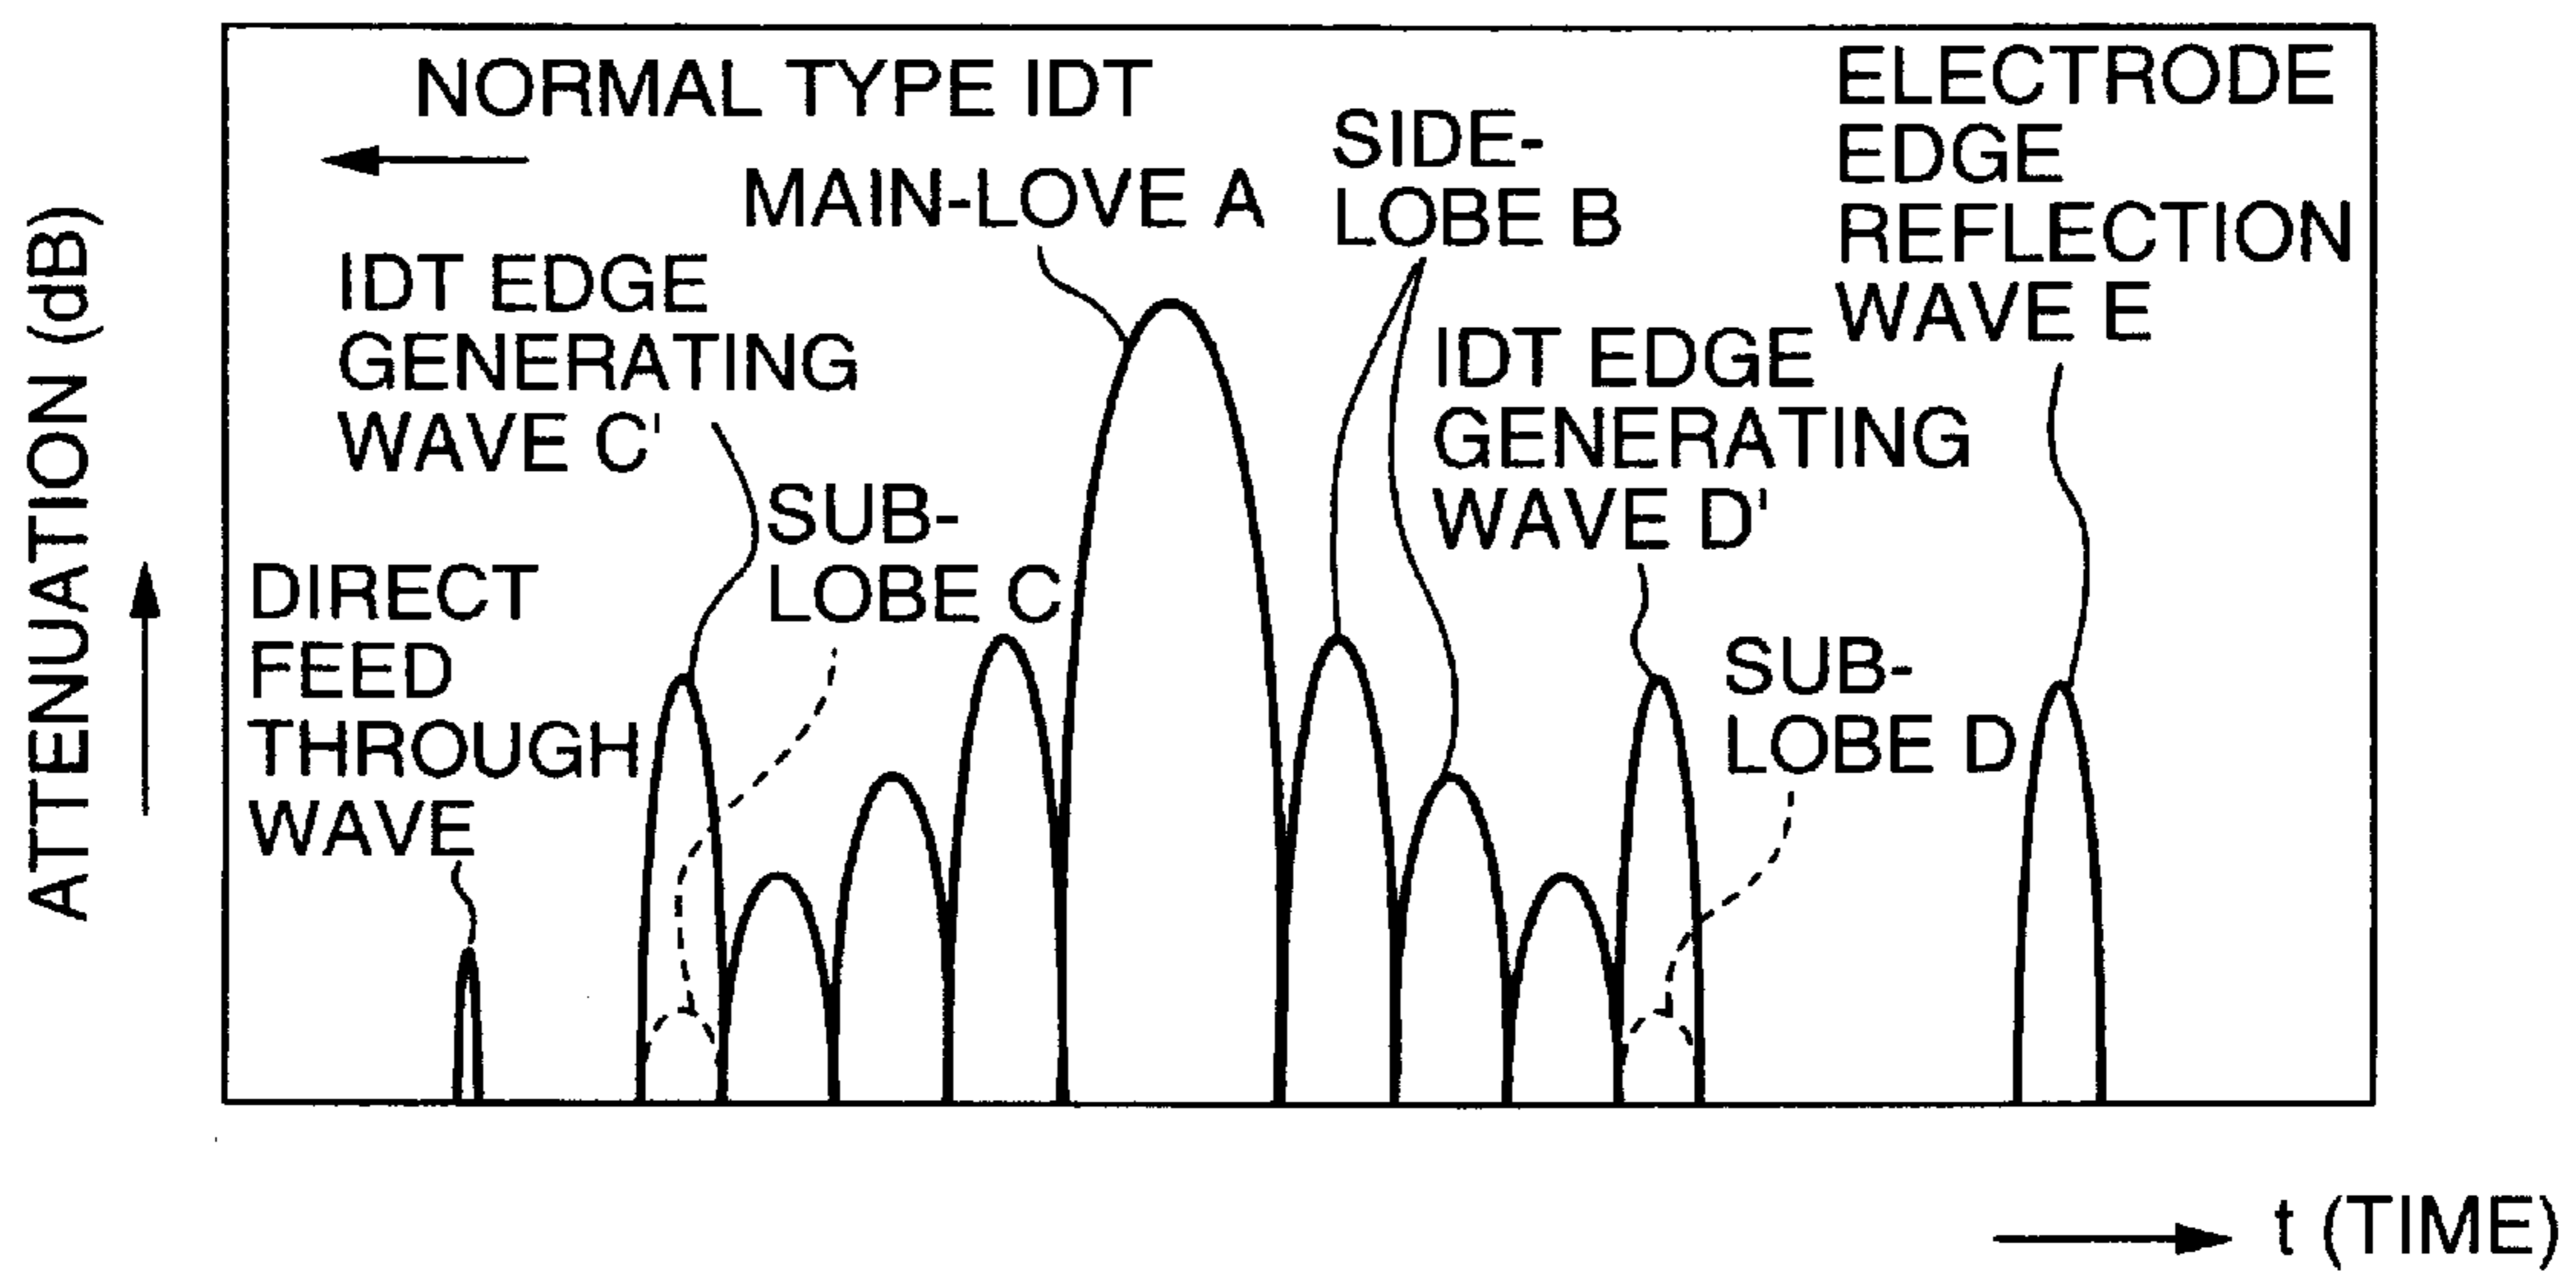 NORMAL TYPE IDT
MAIN-LOVE A
SIDE-
LOBE B
ELECTRODE
EDGE
REFLECTION
WAVE E
IDT EDGE
GENERATING
WAVE C'
SUB-
LOBE C
IDT EDGE
GENERATING
WAVE D'
SUB-
LOBE D
DIRECT
FEED
THROUGH
WAVE
ATTENUATION (dB)
t (TIME)